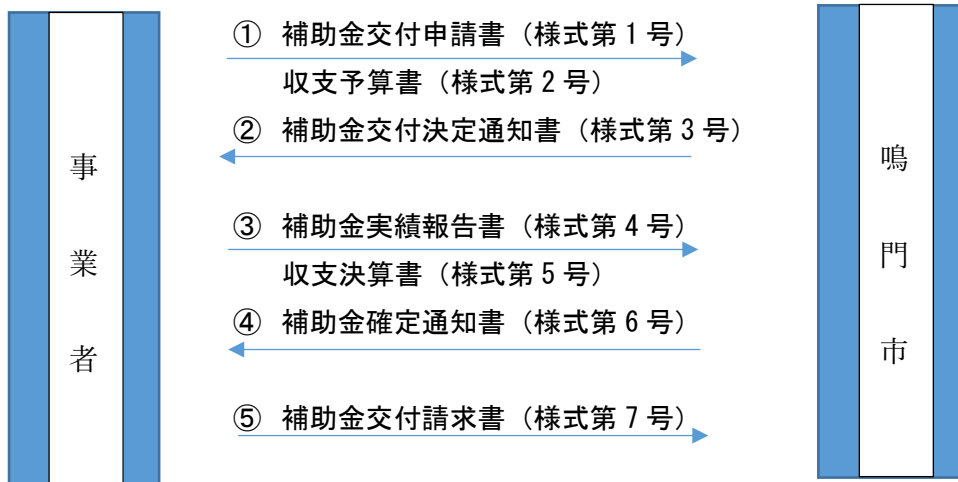 ① 補助金交付申請書（様式第１号）
収支予算書（様式第２号）
② 補助金交付決定通知書（様式第３号）
③ 補助金実績報告書（様式第４号）
収支決算書（様式第５号）
④ 補助金確定通知書（様式第６号）
⑤ 補助金交付請求書（様式第７号）
事業者
鳴門市